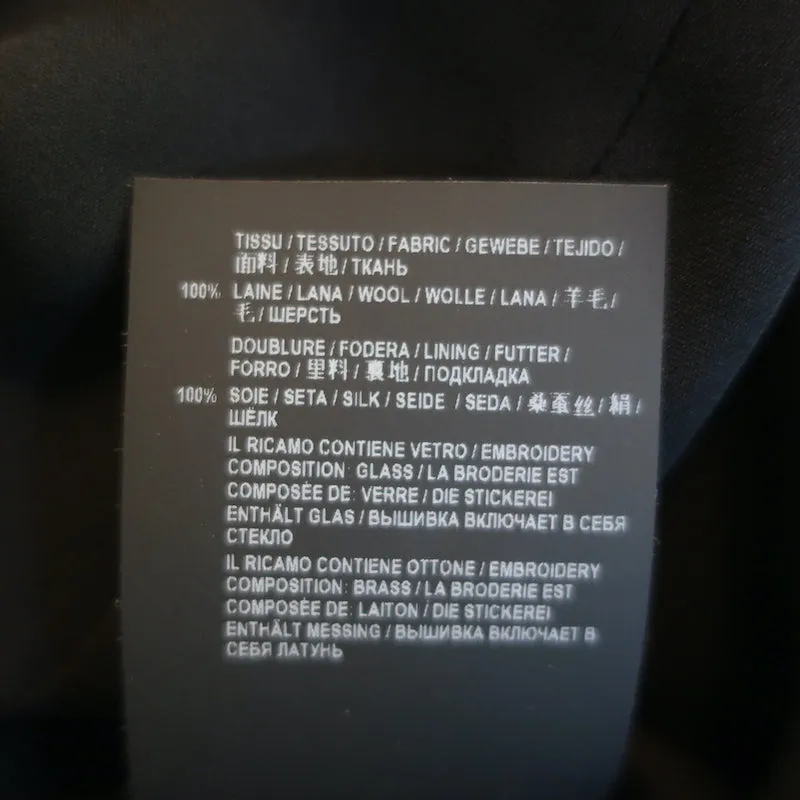 TISSU / TESSUTO / FABRIC / GEWEBE / TEJIDO /
面料 / 表地 / ТКАНЬ
100% LAINE / LANA / WOOL / WOLLE / LANA / 羊毛 /
毛 / ШЕРСТЬ
DOUBLURE / FODERA / LINING / FUTTER /
FORRO / 里料 / 裏地 / ПОДКЛАДКА
100% SOIE / SETA / SILK / SEIDE / SEDA / 桑蚕丝 / 絹 /
ШЁЛК
IL RICAMO CONTIENE VETRO / EMBROIDERY
COMPOSITION: GLASS / LA BRODERIE EST
COMPOSÉE DE: VERRE / DIE STICKEREI
ENTHÄLT GLAS / ВЫШИВКА ВКЛЮЧАЕТ В СЕБЯ
СТЕКЛО
IL RICAMO CONTIENE OTTONE / EMBROIDERY
COMPOSITION: BRASS / LA BRODERIE EST
COMPOSÉE DE: LAITON / DIE STICKEREI
ENTHÄLT MESSING / ВЫШИВКА ВКЛЮЧАЕТ В
СЕБЯ ЛАТУНЬ